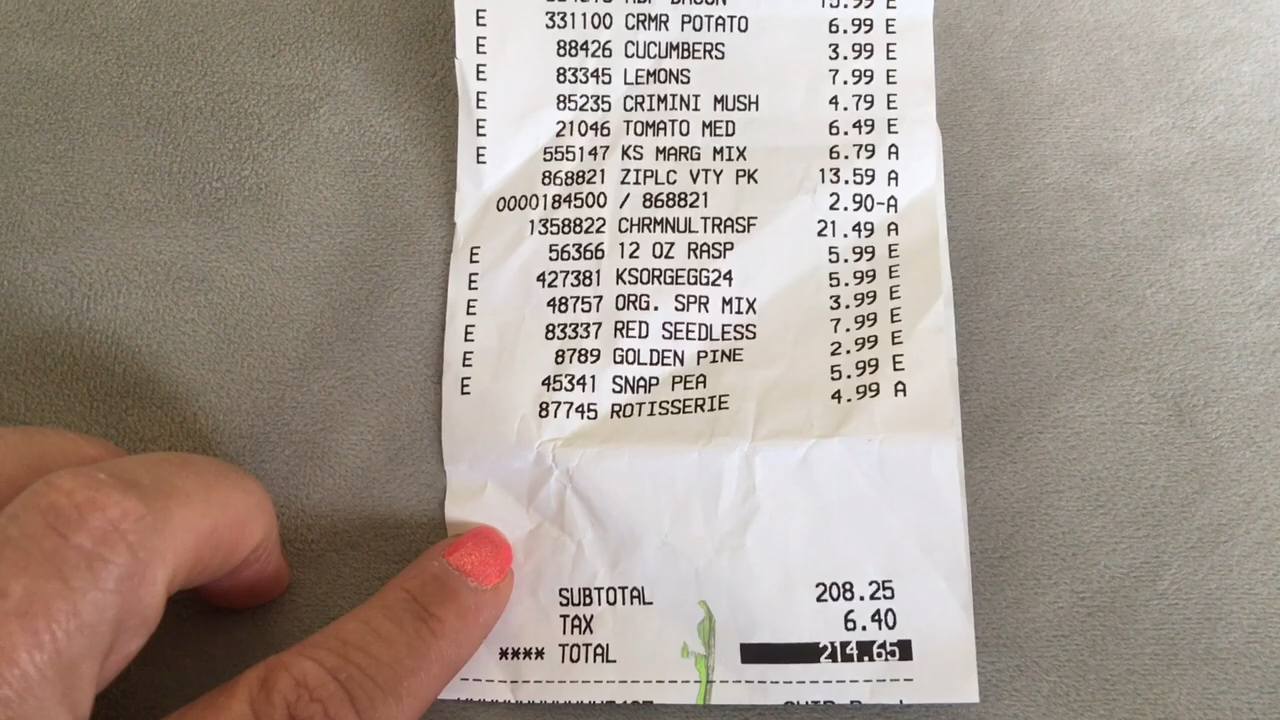 15.99 E
E 331100 CRMR POTATO 6.99 E
E 88426 CUCUMBERS 3.99 E
E 83345 LEMONS 7.99 E
E 85235 CRIMINI MUSH 4.79 E
E 21046 TOMATO MED 6.49 E
E 555147 KS MARG MIX 6.79 A
868821 ZIPLC VTY PK 13.59 A
0000184500 / 868821 2.90-A
1358822 CHRMNULTRASF 21.49 A
E 56366 12 OZ RASP 5.99 E
E 427381 KSORGEGG24 5.99 E
E 48757 ORG. SPR MIX 3.99 E
E 83337 RED SEEDLESS 7.99 E
E 8789 GOLDEN PINE 2.99 E
E 45341 SNAP PEA 5.99 E
87745 ROTISSERIE 4.99 A
SUBTOTAL 208.25
TAX 6.40
**** TOTAL 214.65